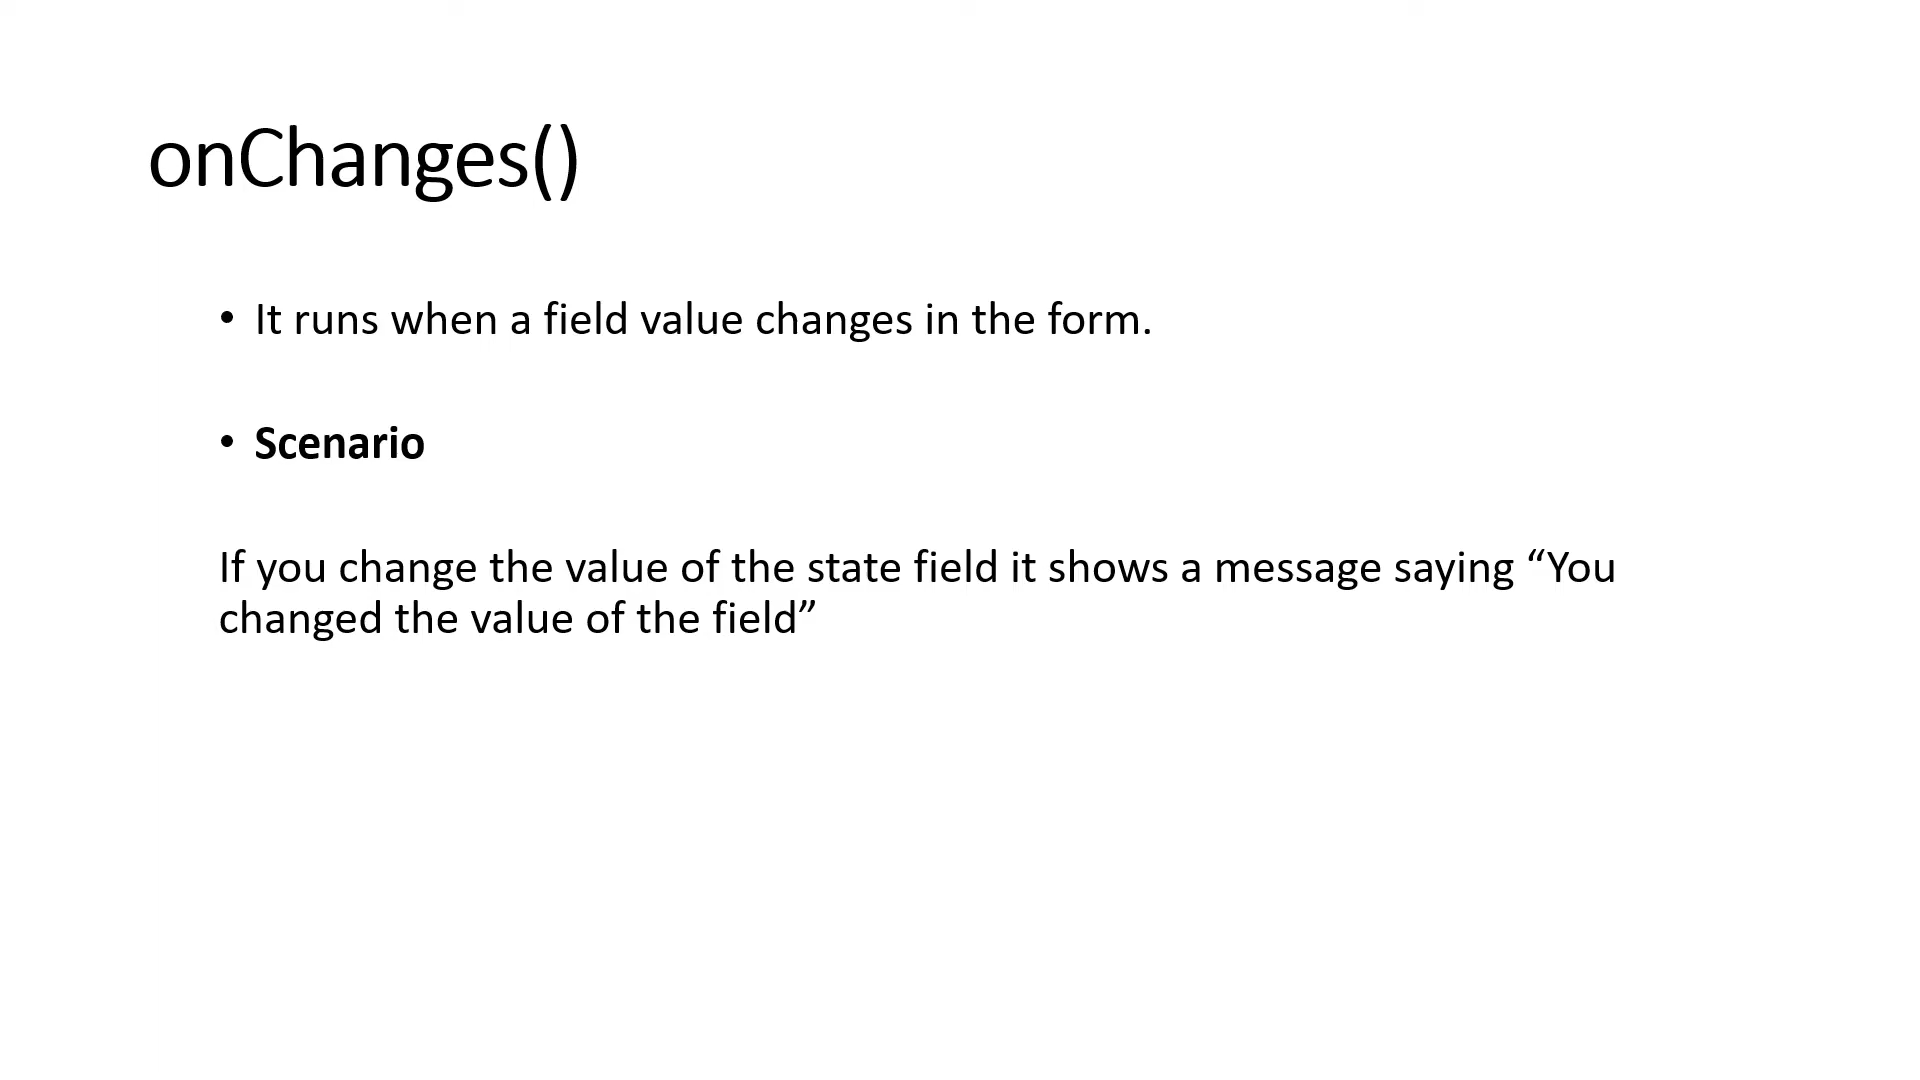 onChanges()
• It runs when a field value changes in the form.
• Scenario
If you change the value of the state field it shows a message saying “You
changed the value of the field”